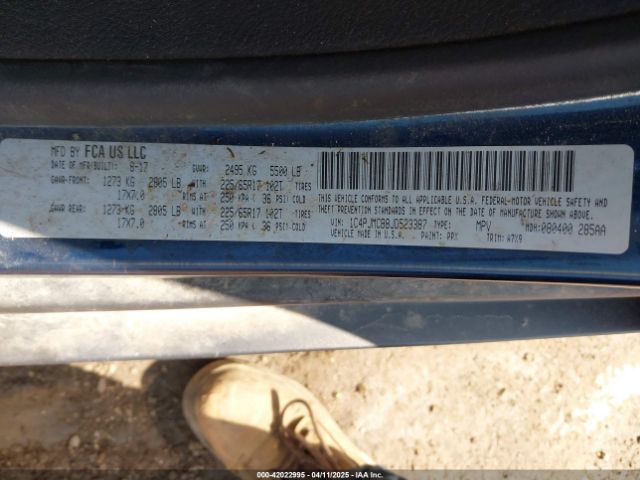 MFD BY FCA US LLC
DATE OF MFR/BUILT: 8-17 GVWR: 2495 KG 5500 LB
GAWR-FRONT: 1273 KG 2805 LB WITH 225/65R17 102T TIRES
17X7.0 RIMS AT 250 KPA & 36 PSI COLD
GAWR REAR: 1273 KG 2805 LB WITH 225/65R17 102T TIRES
17X7.0 RIMS AT 250 KPA & 36 PSI-COLD
THIS VEHICLE CONFORMS TO ALL APPLICABLE U.S.A. FEDERAL-MOTOR VEHICLE SAFETY AND
THEFT PREVENTION STANDARDS IN EFFECT ON THE DATE OF MANUFACTURE SHOWN ABOVE.
VIN: 1C4PJMCB8JD523387 TYPE: MPV MDH: 080400 285AA
VEHICLE MADE IN U.S.A. PAINT: PPX TRIM: A7X9
000-42022995 - 04/11/2025 - IAAI.COM